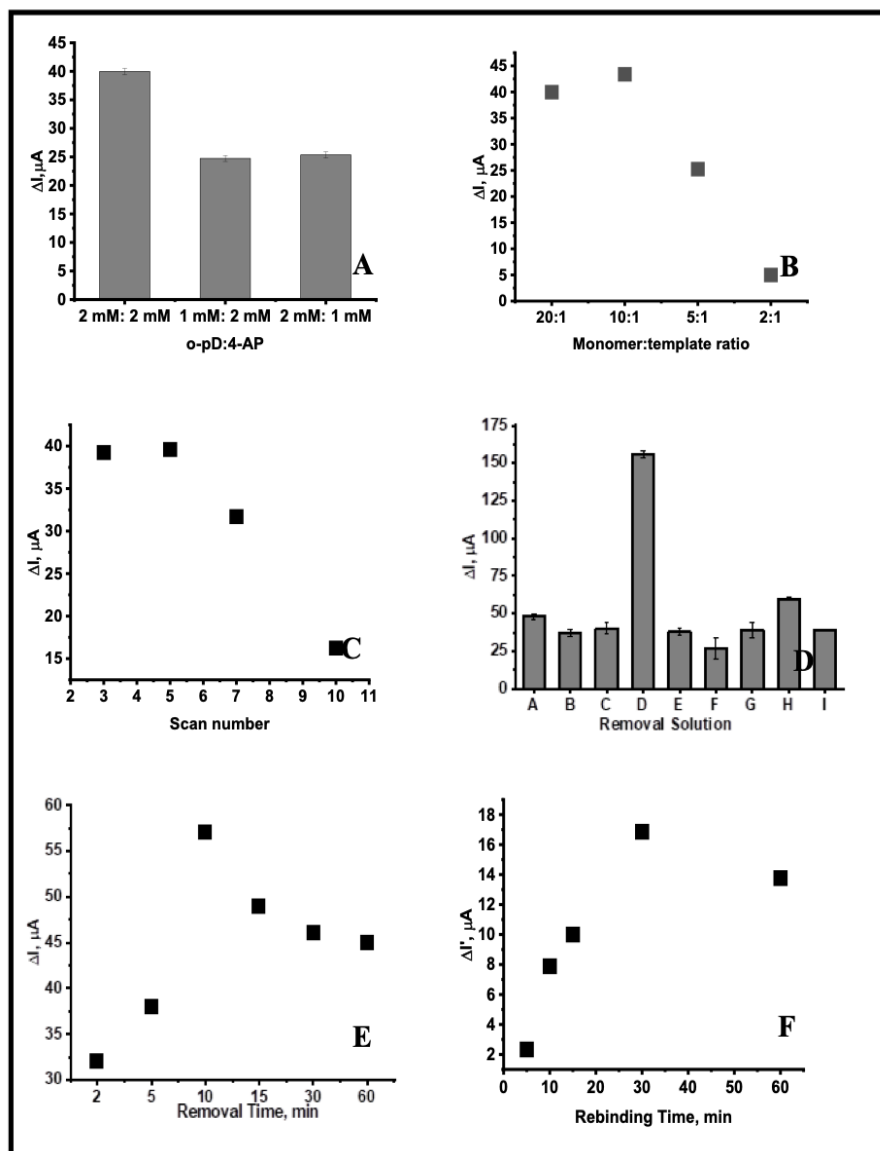 45
40
35
30
25
20
15
10
5
0
ΔI, µA
A
2 mM: 2 mM 1 mM: 2 mM 2 mM: 1 mM
o-pD:4-AP
45
40
35
30
25
20
15
10
5
0
ΔI, µA
B
20:1 10:1 5:1 2:1
Monomer:template ratio
40
35
30
25
20
15
ΔI, µA
C
2 3 4 5 6 7 8 9 10 11
Scan number
175
150
125
100
75
50
25
0
ΔI, µA
D
A B C D E F G H I
Removal Solution
60
55
50
45
40
35
30
ΔI, µA
E
2 5 10 15 30 60
Removal Time, min
18
16
14
12
10
8
6
4
2
ΔI', µA
F
0 10 20 30 40 50 60
Rebinding Time, min